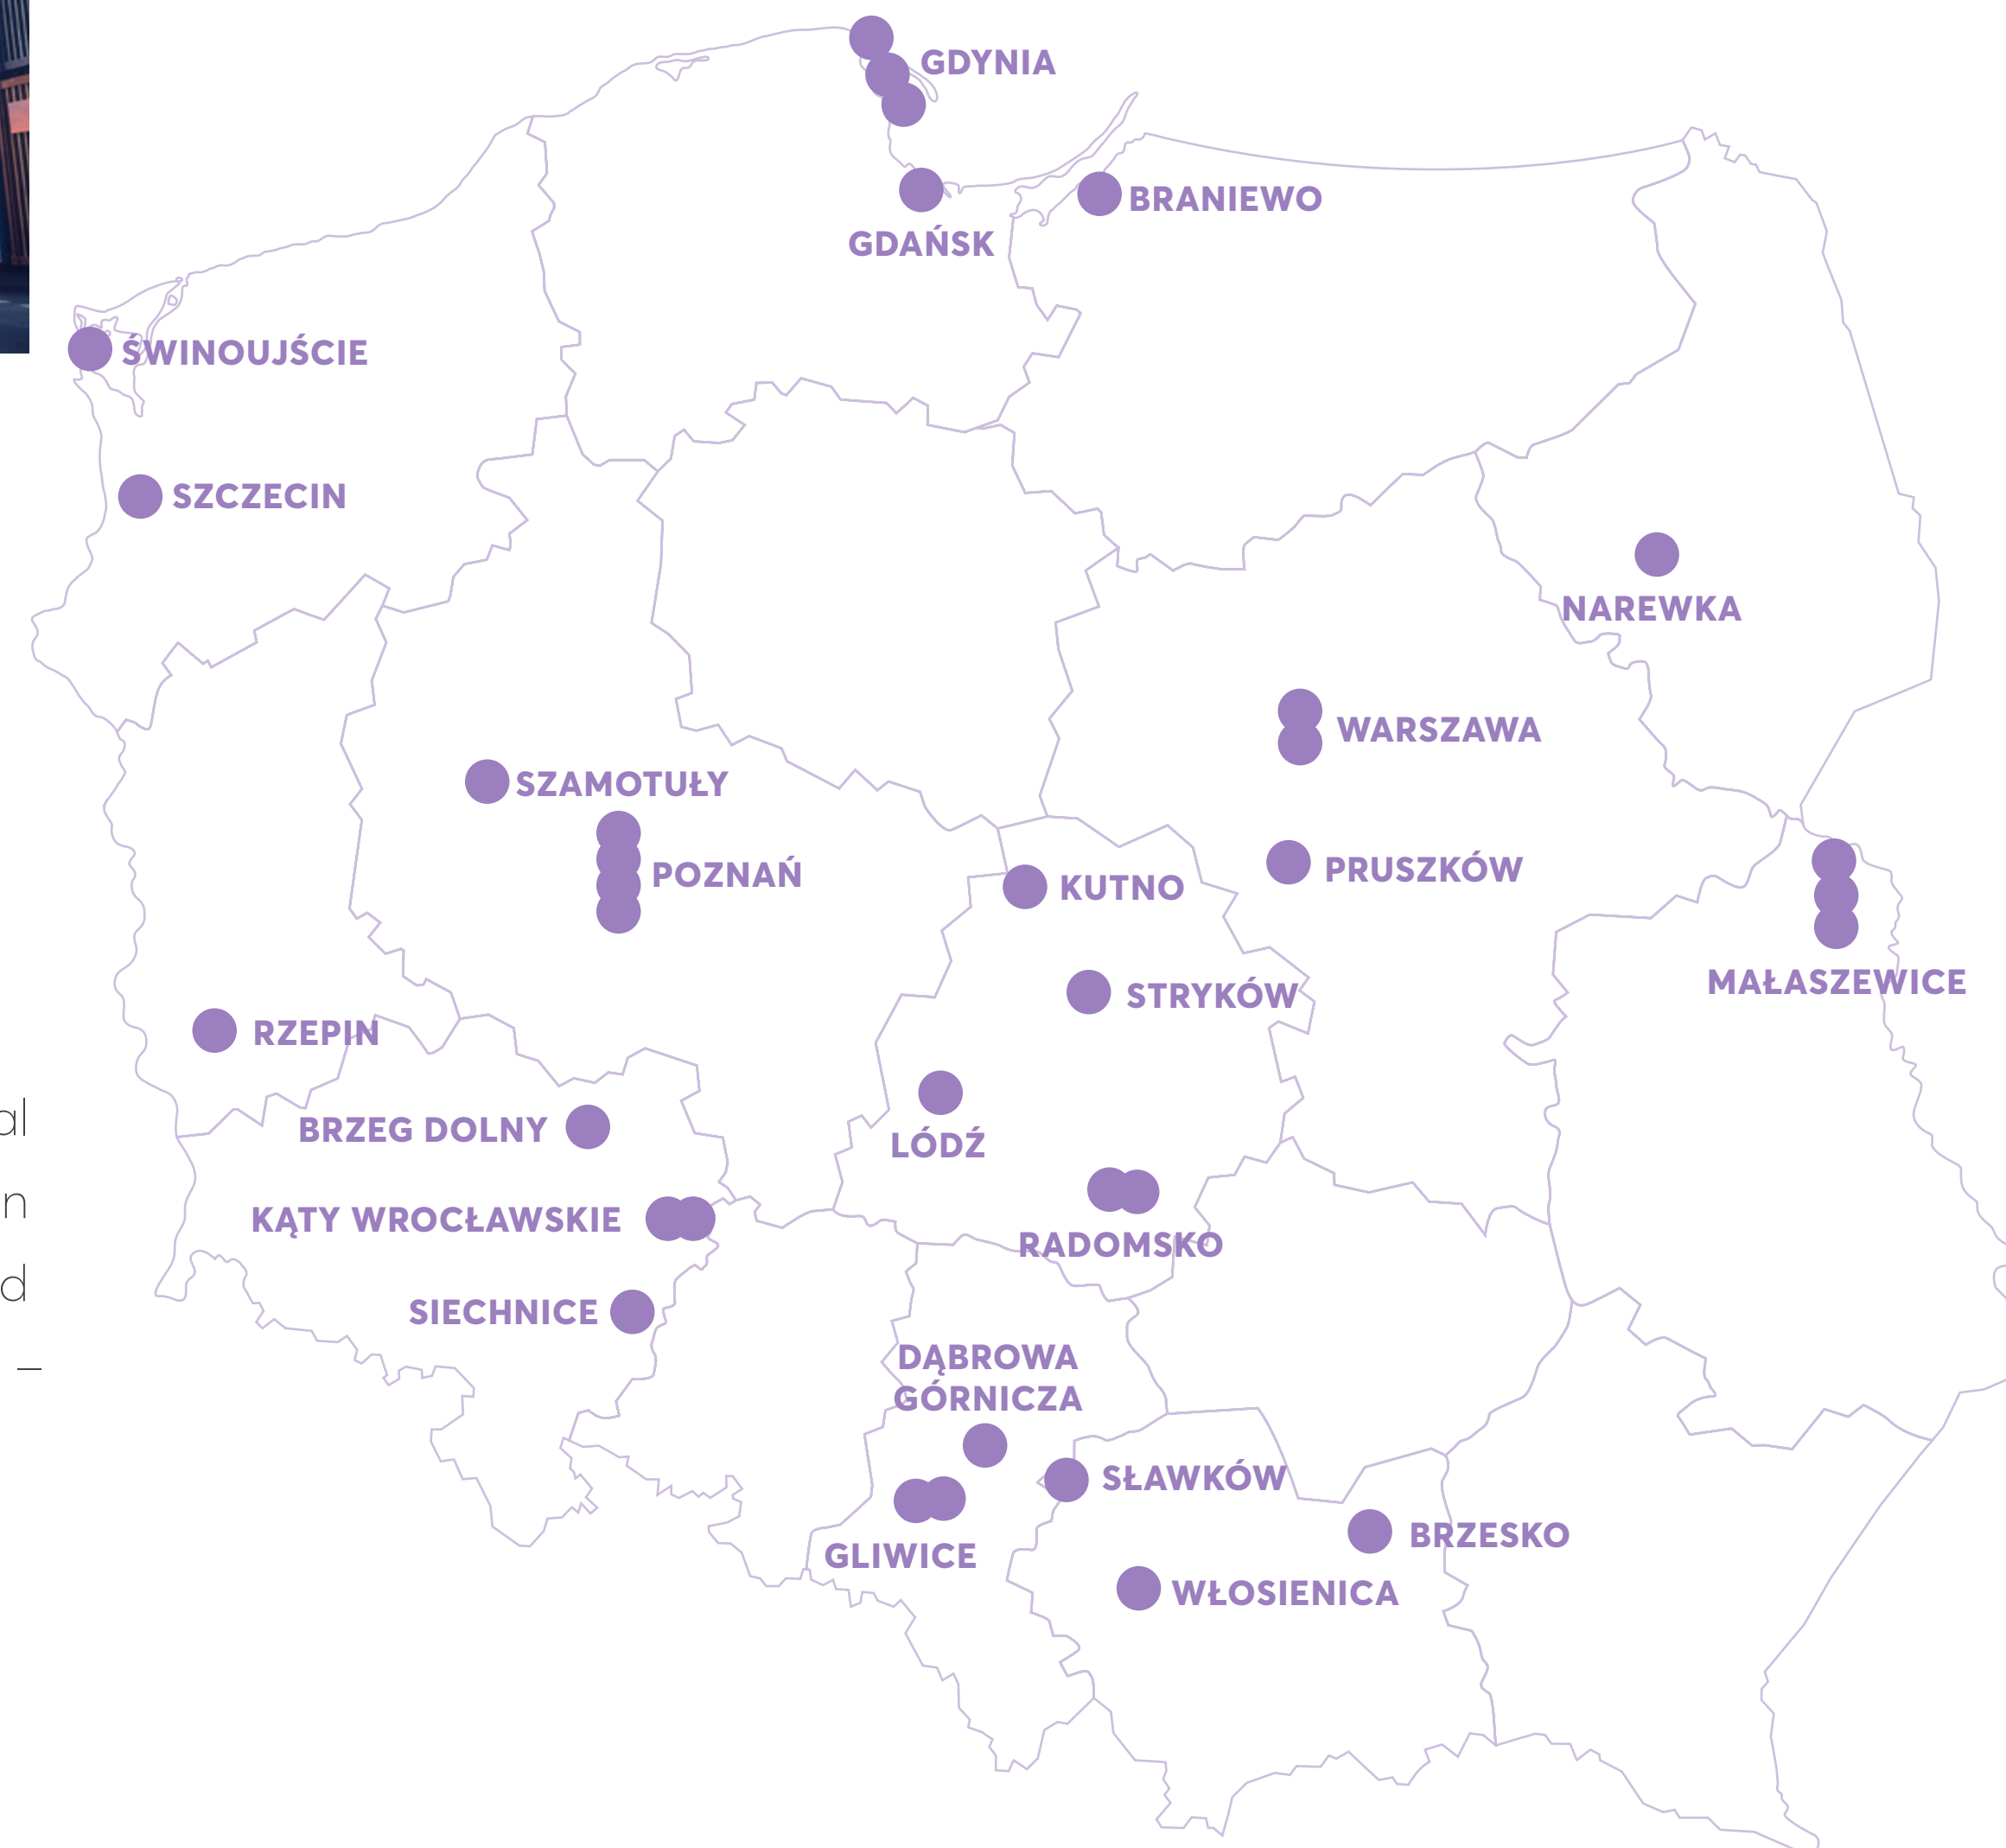 GDYNIA
BRANIEWO
GDAŃSK
ŚWINOUJŚCIE
SZCZECIN
NAREWKA
WARSZAWA
SZAMOTUŁY
POZNAŃ
PRUSZKÓW
KUTNO
MAŁASZEWICE
STRYKÓW
RZEPIN
BRZEG DOLNY
LÓDŹ
KĄTY WROCŁAWSKIE
RADOMSKO
SIECHNICE
DĄBROWA
GÓRNICZA
SŁAWKÓW
BRZESKO
GLIWICE
WŁOSIENICA
al
n
d
–